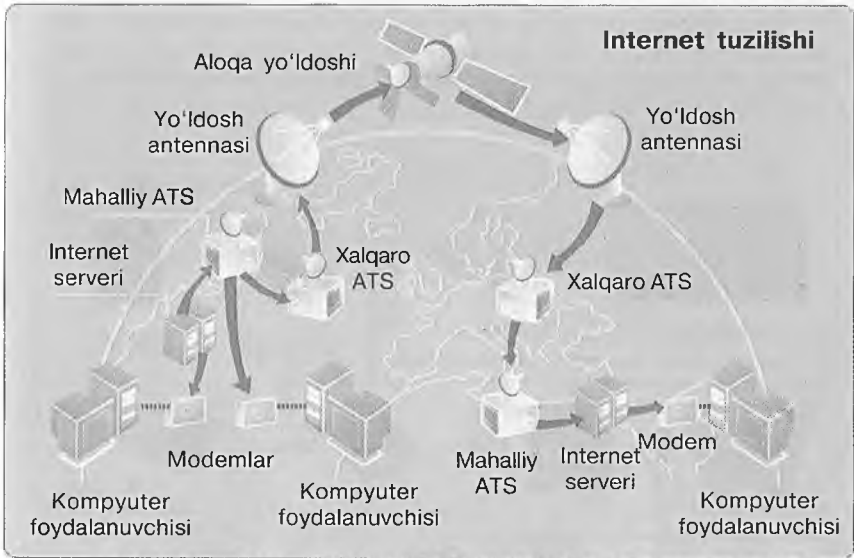 Internet tuzilishi
Aloqa yo‘ldoshi
Yo‘ldosh
antennasi
Yo‘ldosh
antennasi
Mahalliy ATS
Internet
serveri
Xalqaro
ATS
Xalqaro ATS
Modemlar
Mahalliy
ATS
Internet
serveri
Modem
Kompyuter
foydalanuvchisi
Kompyuter
foydalanuvchisi
Kompyuter
foydalanuvchisi